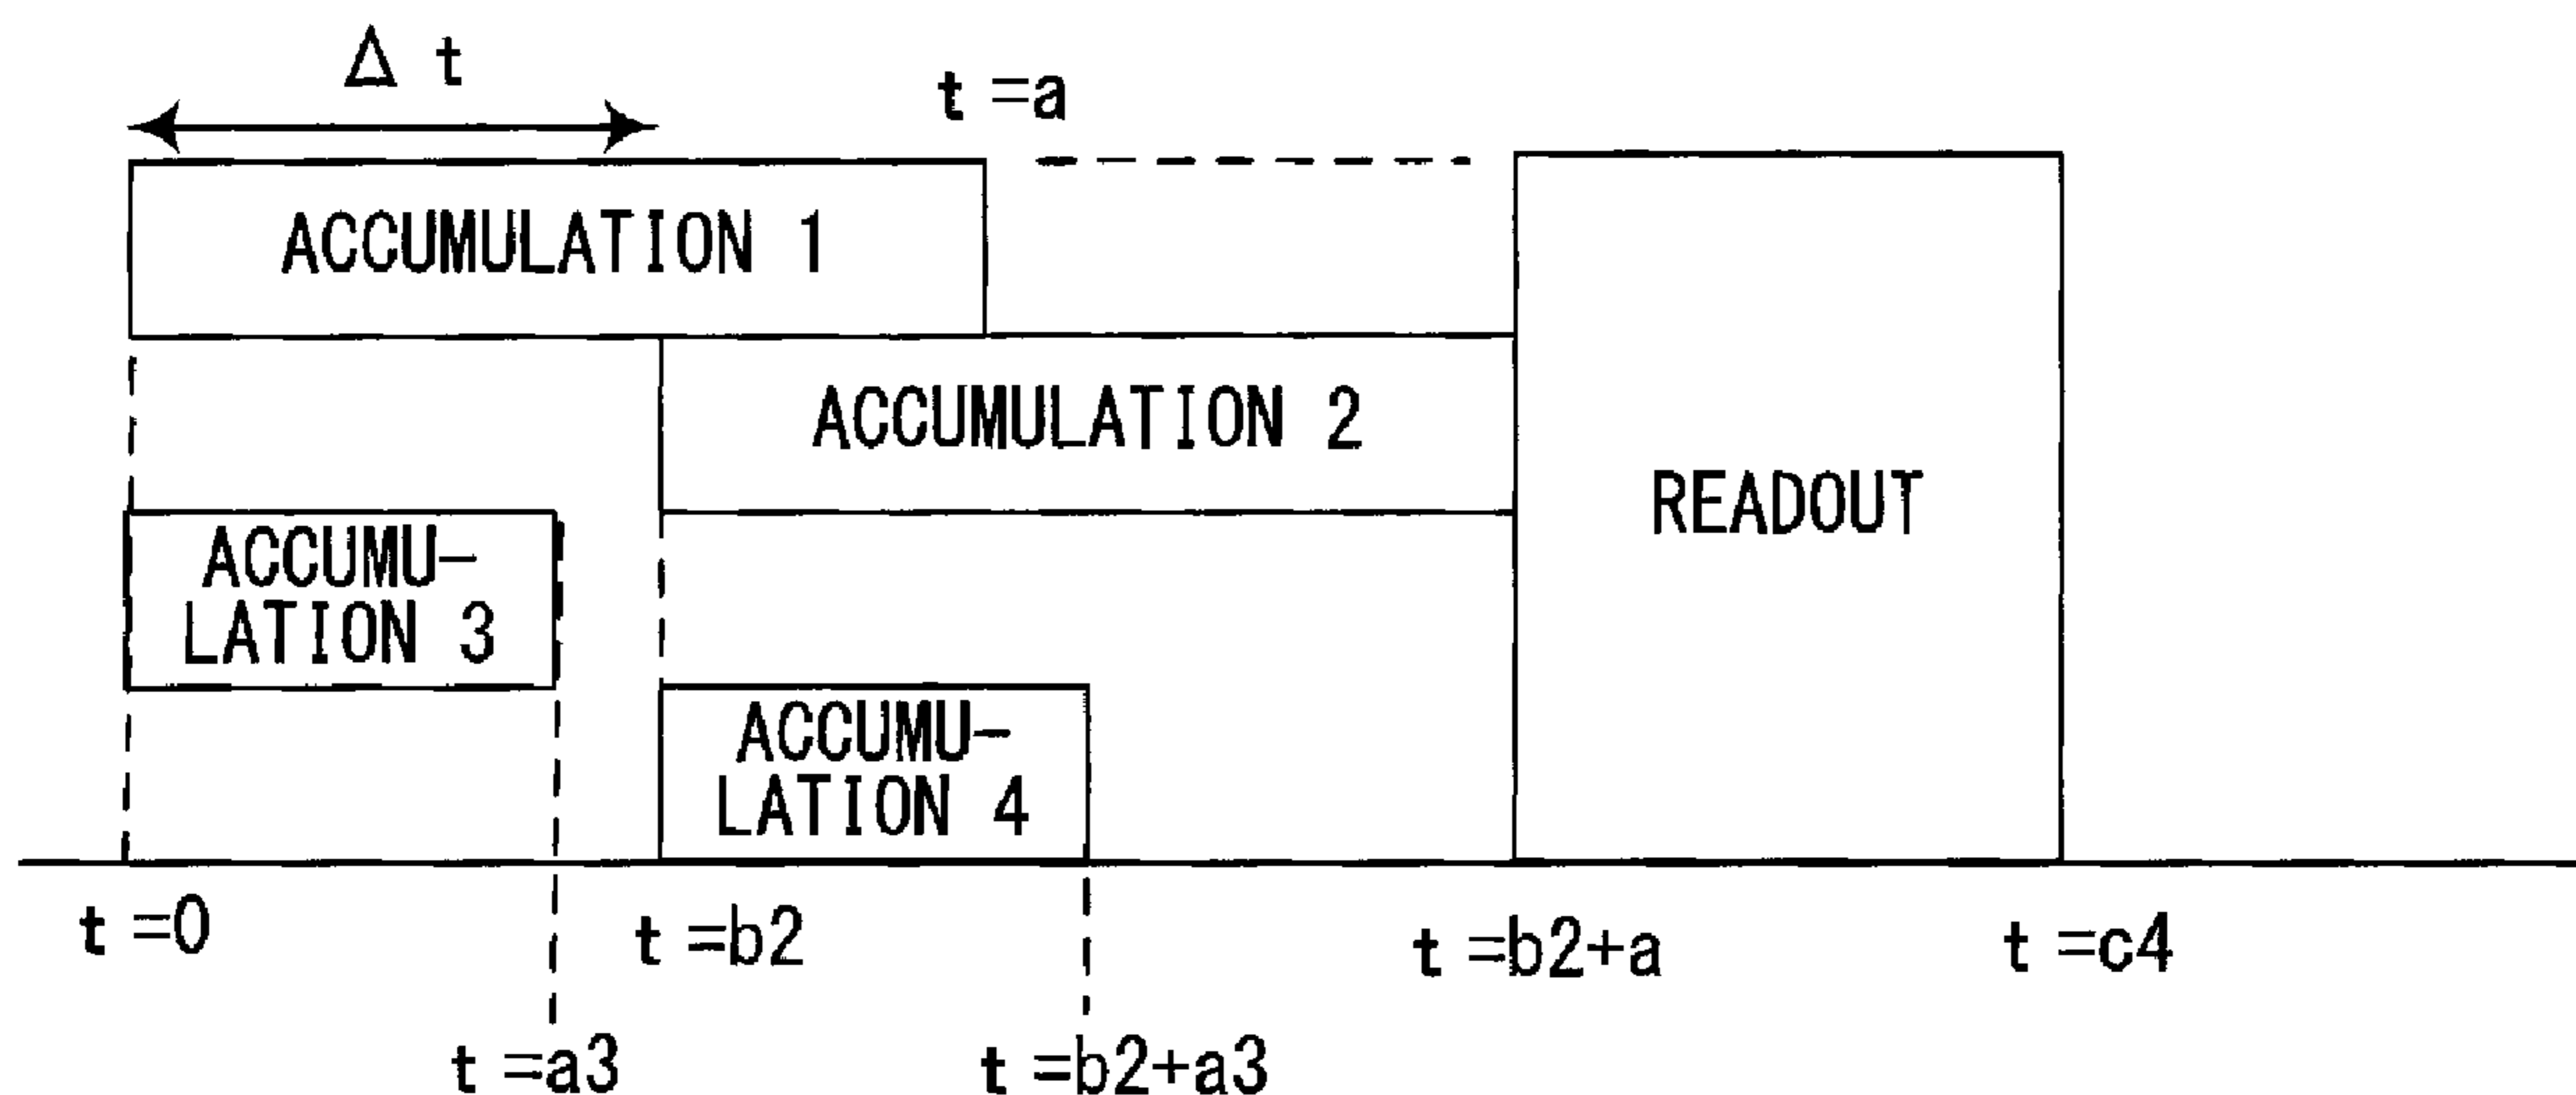 Δ t
t =a
ACCUMULATION 1
ACCUMULATION 2
READOUT
ACCUMU-
LATION 3
ACCUMU-
LATION 4
t =0
t =b2
t =b2+a
t =c4
t =a3
t =b2+a3